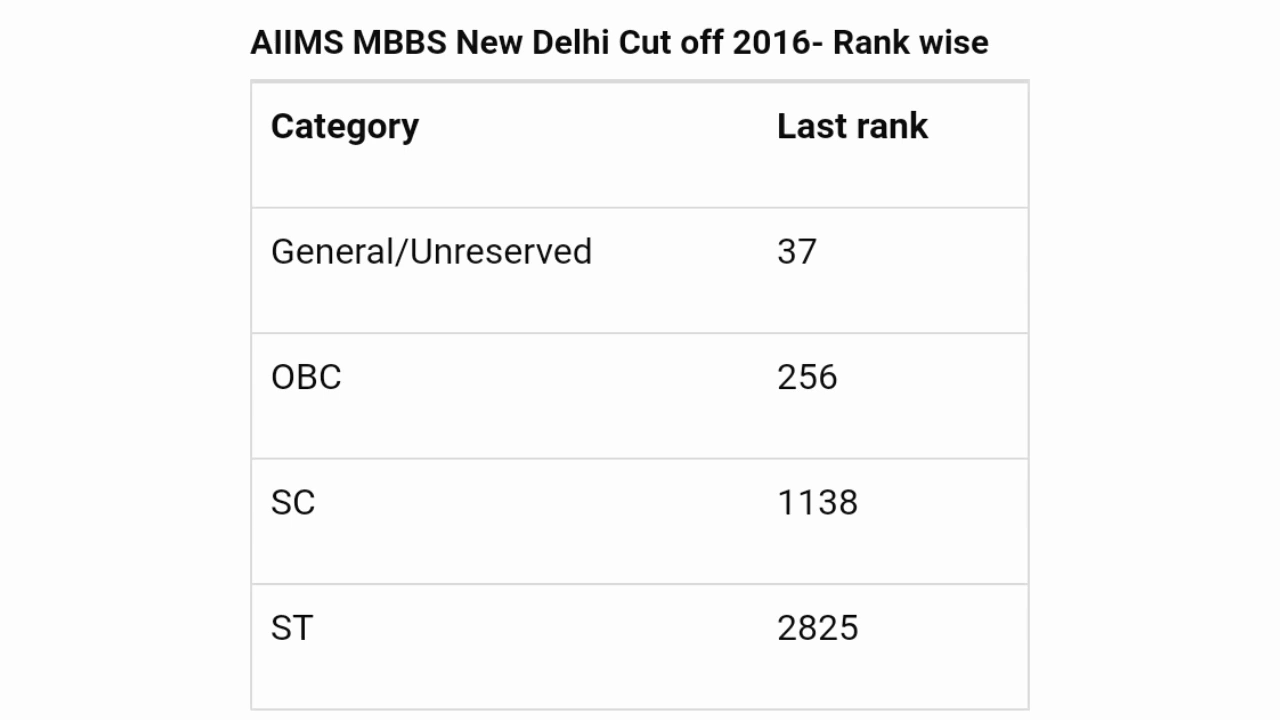 AIIMS MBBS New Delhi Cut off 2016- Rank wise
Category Last rank
General/Unreserved 37
OBC 256
SC 1138
ST 2825